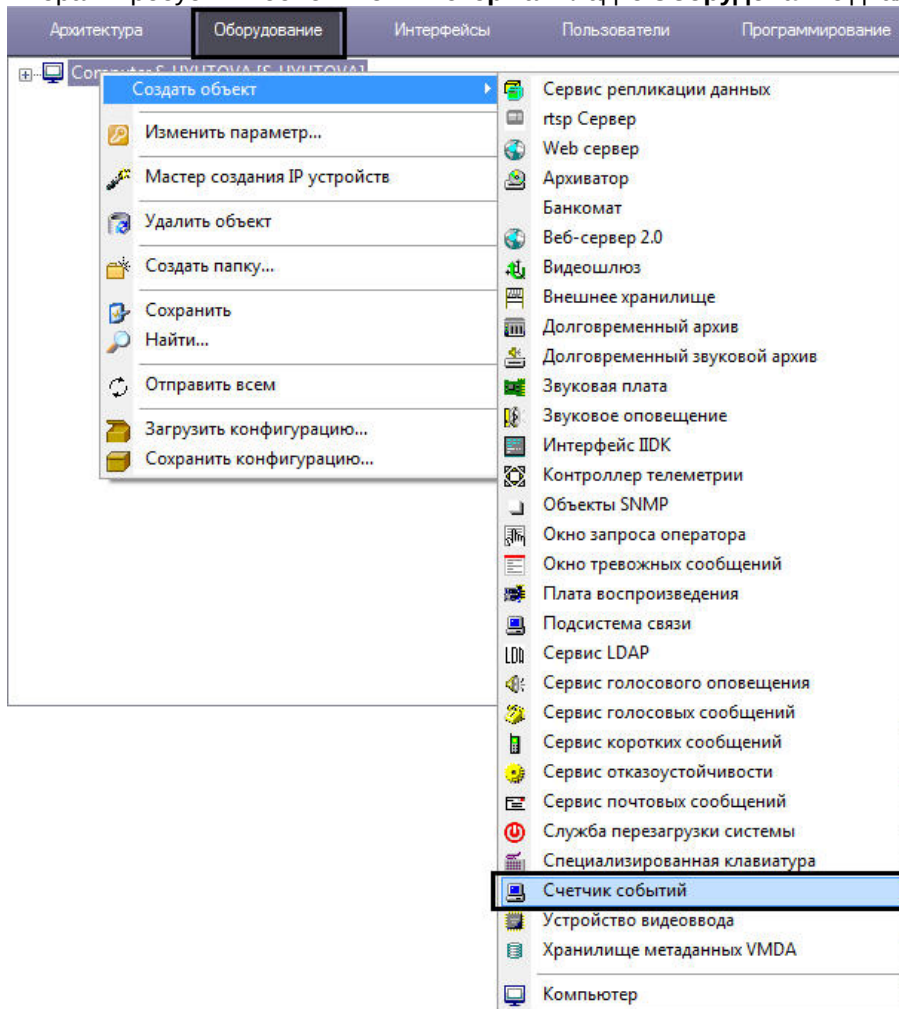 Архитектура Оборудование Интерфейсы Пользователи Программирование
Создать объект
Изменить параметр...
Мастер создания IP устройств
Удалить объект
Создать папку...
Сохранить
Найти...
Отправить всем
Загрузить конфигурацию...
Сохранить конфигурацию...
Сервис репликации данных
rtsp Сервер
Web сервер
Архиватор
Банкомат
Веб-сервер 2.0
Видеошлюз
Внешнее хранилище
Долговременный архив
Долговременный звуковой архив
Звуковая плата
Звуковое оповещение
Интерфейс IIDK
Контроллер телеметрии
Объекты SNMP
Окно запроса оператора
Окно тревожных сообщений
Плата воспроизведения
Подсистема связи
Сервис LDAP
Сервис голосового оповещения
Сервис голосовых сообщений
Сервис коротких сообщений
Сервис отказоустойчивости
Сервис почтовых сообщений
Служба перезагрузки системы
Специализированная клавиатура
Счетчик событий
Устройство видеоввода
Хранилище метаданных VMDA
Компьютер